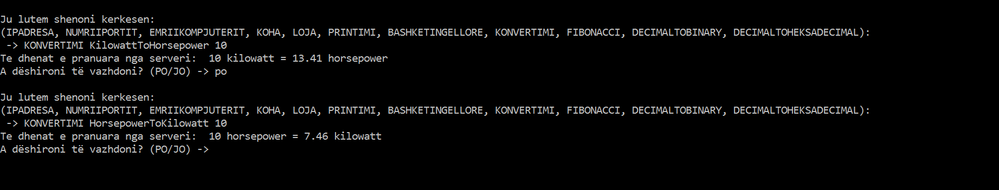 Ju lutem shenoni kerkesen:
(IPADRESA, NUMRIIPORTIT, EMRIIKOMPJUTERIT, KOHA, LOJA, PRINTIMI, BASHKETINGELLORE, KONVERTIMI, FIBONACCI, DECIMALTOBINARY, DECIMALTOHEKSADECIMAL):
-> KONVERTIMI KilowattToHorsepower 10
Te dhenat e pranuara nga serveri:  10 kilowatt = 13.41 horsepower
A dëshironi të vazhdoni? (PO/JO) -> po
Ju lutem shenoni kerkesen:
(IPADRESA, NUMRIIPORTIT, EMRIIKOMPJUTERIT, KOHA, LOJA, PRINTIMI, BASHKETINGELLORE, KONVERTIMI, FIBONACCI, DECIMALTOBINARY, DECIMALTOHEKSADECIMAL):
-> KONVERTIMI HorsepowerToKilowatt 10
Te dhenat e pranuara nga serveri:  10 horsepower = 7.46 kilowatt
A dëshironi të vazhdoni? (PO/JO) ->